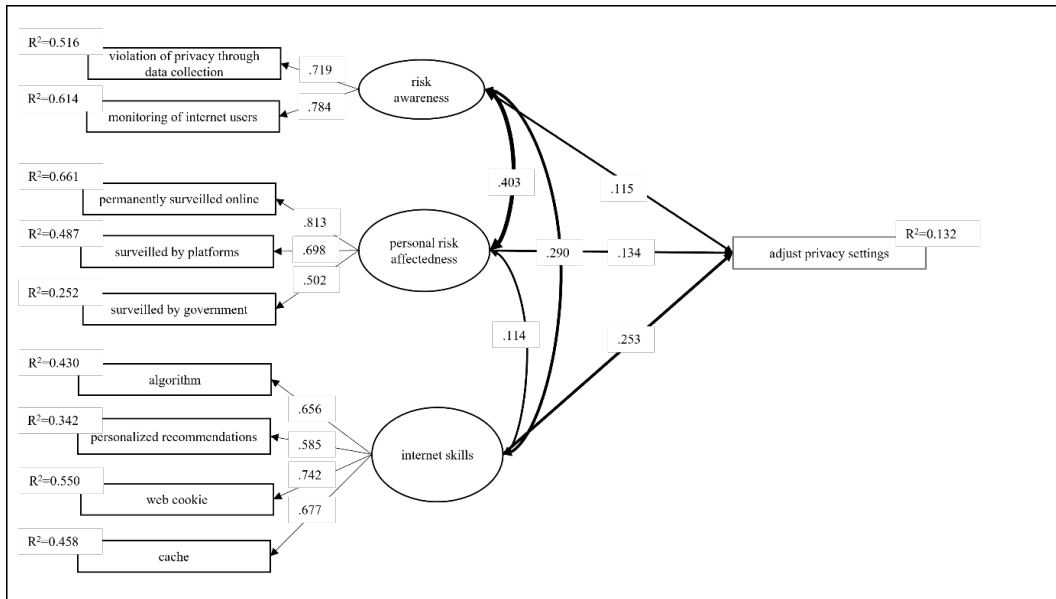 R²=0.516
violation of privacy through
data collection
.719
risk
awareness
R²=0.614
monitoring of internet users
.784
.403
.115
R²=0.661
permanently surveilled online
.813
R²=0.487
surveilled by platforms
.698
personal risk
affectedness
.290
.134
adjust privacy settings
R²=0.132
R²=0.252
surveilled by government
.502
.114
.253
R²=0.430
algorithm
.656
R²=0.342
personalized recommendations
.585
internet skills
R²=0.550
web cookie
.742
R²=0.458
cache
.677